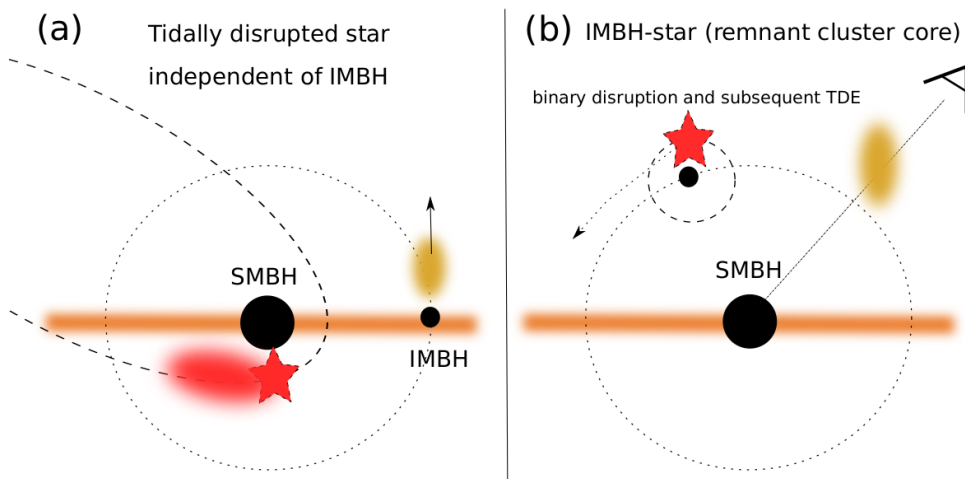 (a)
Tidally disrupted star
independent of IMBH
SMBH
IMBH
(b)
IMBH-star (remnant cluster core)
binary disruption and subsequent TDE
SMBH